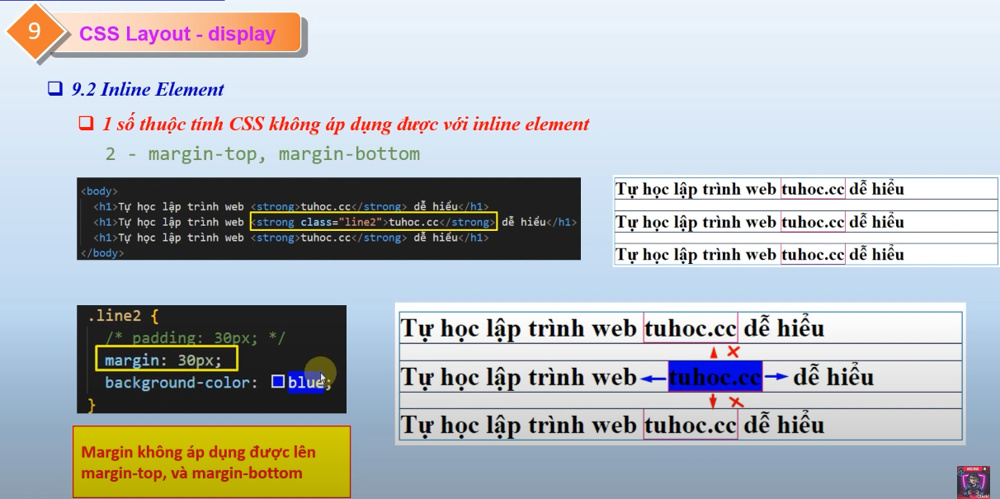 9
CSS Layout - display
9.2 Inline Element
1 số thuộc tính CSS không áp dụng được với inline element
2 - margin-top, margin-bottom
<body>
<h1>Tự học lập trình web <strong>tuhoc.cc</strong> dễ hiểu</h1>
<h1>Tự học lập trình web <strong class="line2">tuhoc.cc</strong> dễ hiểu</h1>
<h1>Tự học lập trình web <strong>tuhoc.cc</strong> dễ hiểu</h1>
</body>
Tự học lập trình web tuhoc.cc dễ hiểu
Tự học lập trình web tuhoc.cc dễ hiểu
Tự học lập trình web tuhoc.cc dễ hiểu
.line2 {
/* padding: 30px; */
margin: 30px;
background-color: blue;
}
Margin không áp dụng được lên
margin-top, và margin-bottom
Tự học lập trình web tuhoc.cc dễ hiểu
Tự học lập trình web tuhoc.cc dễ hiểu
Tự học lập trình web tuhoc.cc dễ hiểu